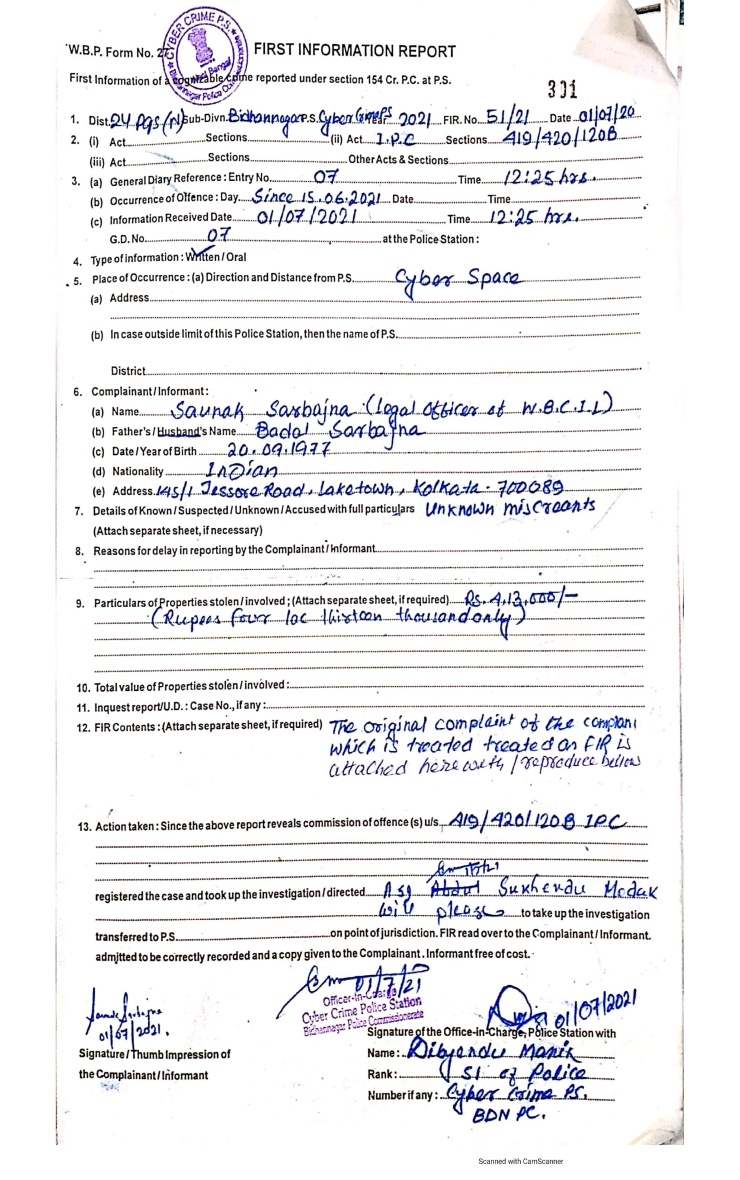 W.B.P. Form No. 27
CYBER CRIME P.S.
FIRST INFORMATION REPORT
First Information of a cognizable crime reported under section 154 Cr. P.C. at P.S.
301
1. Dist. 24 Pgs (N) Sub-Divn. Bidhannagar P.S. Cyber Crime PS Year 2021 FIR. No. 51/21 Date 01/07/20
2. (i) Act Sections (ii) Act I.P.C Sections 419/420/120B
(iii) Act Sections Other Acts & Sections
3. (a) General Diary Reference : Entry No. 07 Time 12:25 hrs.
(b) Occurrence of Offence : Day Since 15.06.2021 Date Time
(c) Information Received Date 01/07/2021 Time 12:25 hrs.
G.D. No. 07 at the Police Station :
4. Type of information : Written / Oral
5. Place of Occurrence : (a) Direction and Distance from P.S. Cyber Space
(a) Address
(b) In case outside limit of this Police Station, then the name of P.S.
District
6. Complainant / Informant :
(a) Name Saunak Sarbajna (Legal Officer of W.B.C.I.L)
(b) Father's / Husband's Name Badal Sarbajna
(c) Date / Year of Birth 20.09.1977
(d) Nationality Indian
(e) Address 145/1 Jessore Road, Laketown, Kolkata - 700089
7. Details of Known / Suspected / Unknown / Accused with full particulars Unknown miscreants
(Attach separate sheet, if necessary)
8. Reasons for delay in reporting by the Complainant / Informant
9. Particulars of Properties stolen / involved ; (Attach separate sheet, if required) Rs. 4,13,000/-
(Rupees four lac thirteen thousand only)
10. Total value of Properties stolen / involved :
11. Inquest report / U.D. : Case No., if any :
12. FIR Contents : (Attach separate sheet, if required) The original complaint of the complain
which is treated treated as FIR is
attached here with / reproduce bellow
13. Action taken : Since the above report reveals commission of offence (s) u/s. 419/420/120B IPC
registered the case and took up the investigation / directed ASI Sukhendu Modak
will please to take up the investigation
transferred to P.S. on point of jurisdiction. FIR read over to the Complainant / Informant.
admitted to be correctly recorded and a copy given to the Complainant. Informant free of cost.
01/7/21
Officer-In-Charge
Cyber Crime Police Station
Bidhannagar Police Commissionerate
01/07/2021.
01/07/2021
Signature of the Office-in-Charge, Police Station with
Signature / Thumb Impression of
the Complainant / Informant
Name : Dibyendu Manik
Rank : SI of Police
Number if any : Cyber Crime PS.
BDN PC.
Scanned with CamScanner